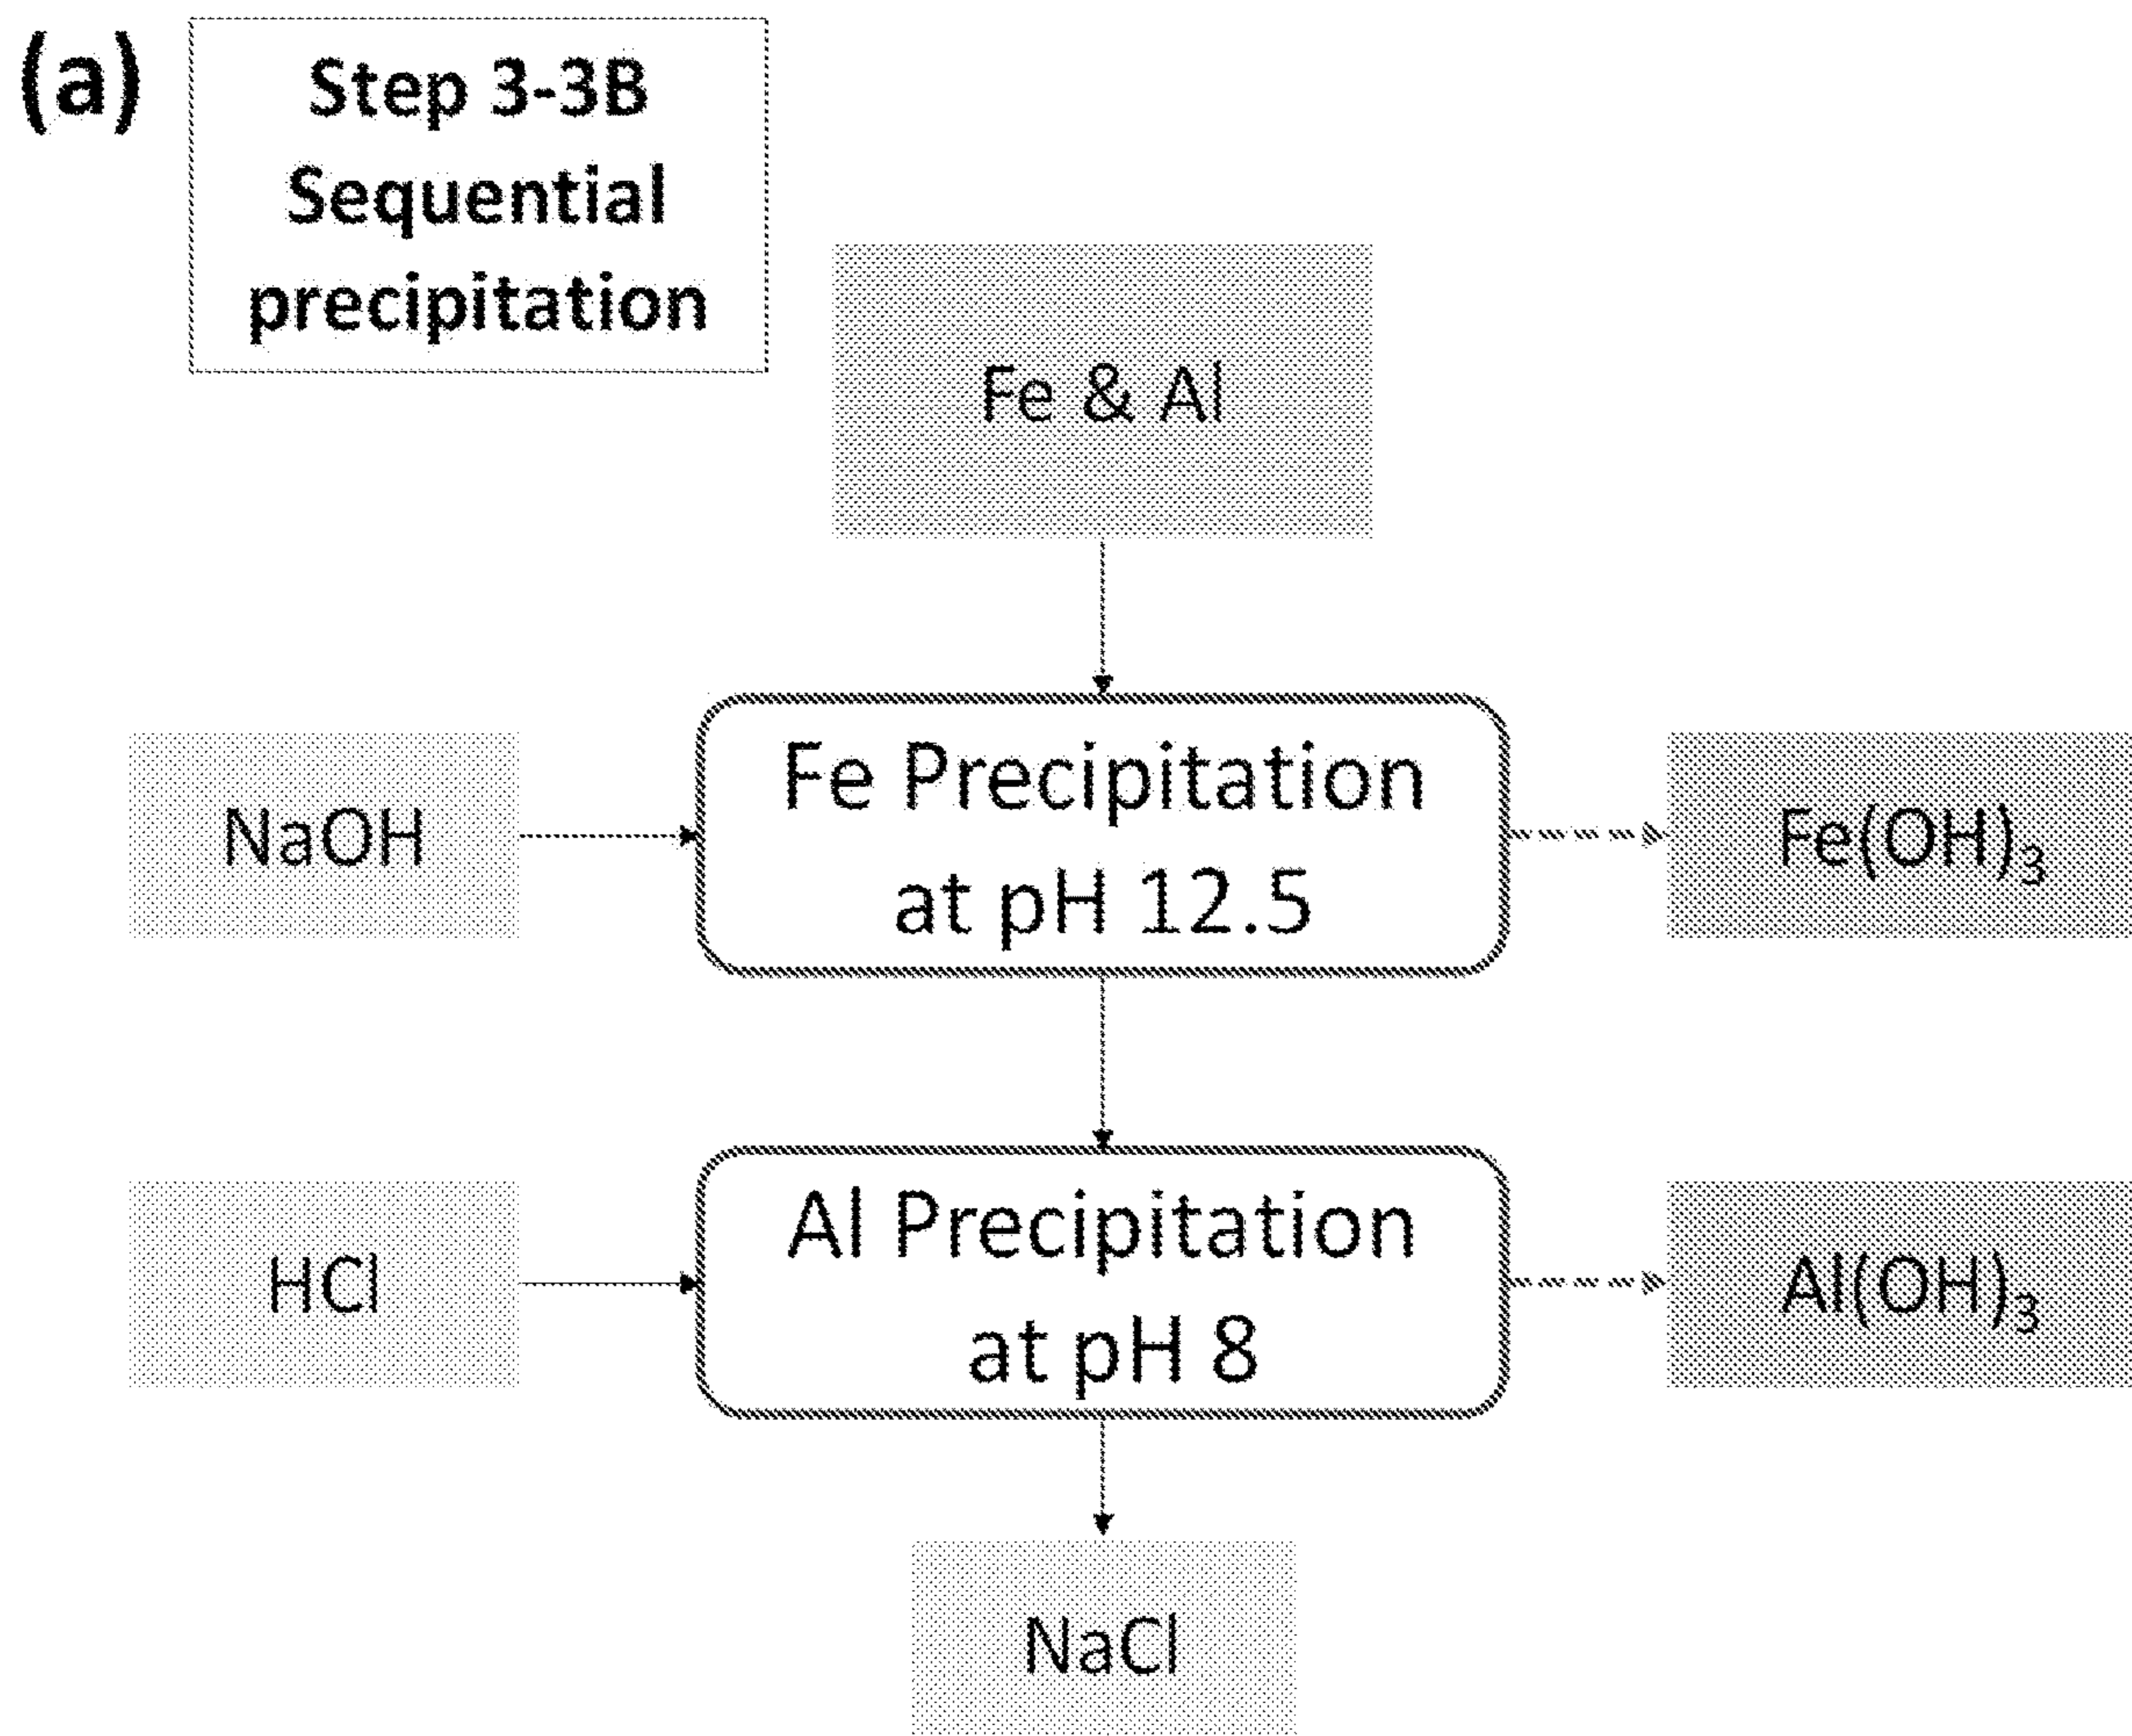 (a)
Step 3-3B
Sequential
precipitation
Fe & Al
NaOH
Fe Precipitation
at pH 12.5
Fe(OH)₃
HCl
Al Precipitation
at pH 8
Al(OH)₃
NaCl